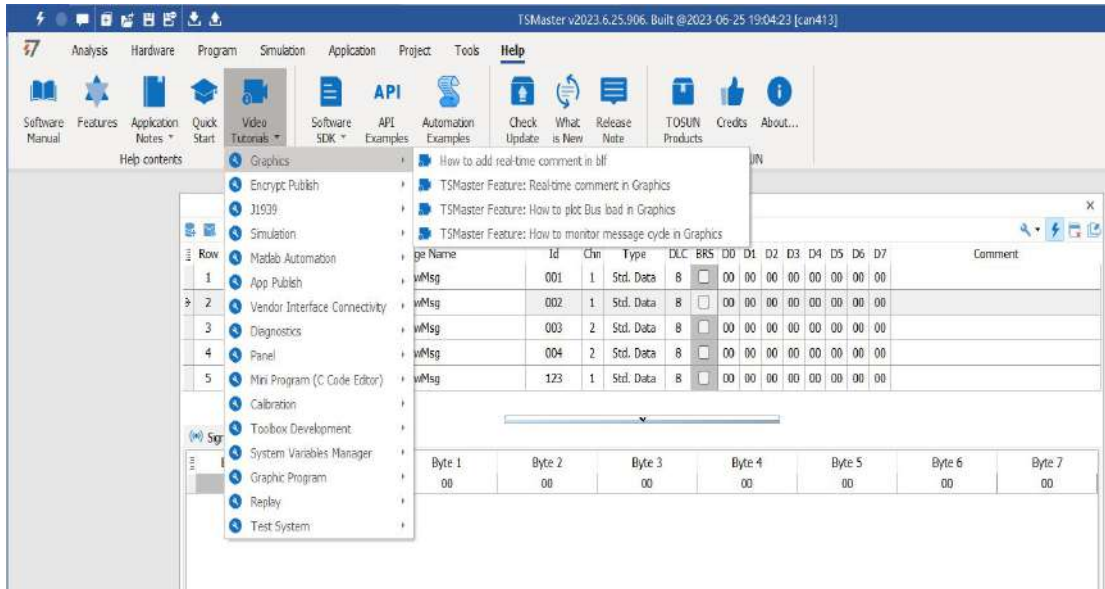 TSMaster v2023.6.25.906. Built @2023-06-25 19:04:23 [can413]
Analysis Hardware Program Simulation Application Project Tools Help
Software Manual
Features
Application Notes
Quick Start
Video Tutorials
Software SDK
API
API Examples
Automation Examples
Check Update
What is New
Release Note
TOSUN Products
Credits
About...
Help contents
Graphics
Encrypt Publish
J1939
Simulation
Matlab Automation
App Publish
Vendor Interface Connectivity
Diagnostics
Panel
Mini Program (C Code Editor)
Calibration
Toolbox Development
System Variables Manager
Graphic Program
Replay
Test System
How to add real-time comment in blf
TSMaster Feature: Real-time comment in Graphics
TSMaster Feature: How to plot Bus load in Graphics
TSMaster Feature: How to monitor message cycle in Graphics
Row ge Name Id Chn Type DLC BRS D0 D1 D2 D3 D4 D5 D6 D7 Comment
1 wMsg 001 1 Std. Data 8 00 00 00 00 00 00 00 00
2 wMsg 002 1 Std. Data 8 00 00 00 00 00 00 00 00
3 wMsg 003 2 Std. Data 8 00 00 00 00 00 00 00 00
4 wMsg 004 2 Std. Data 8 00 00 00 00 00 00 00 00
5 wMsg 123 1 Std. Data 8 00 00 00 00 00 00 00 00
Byte 1 Byte 2 Byte 3 Byte 4 Byte 5 Byte 6 Byte 7
00 00 00 00 00 00 00